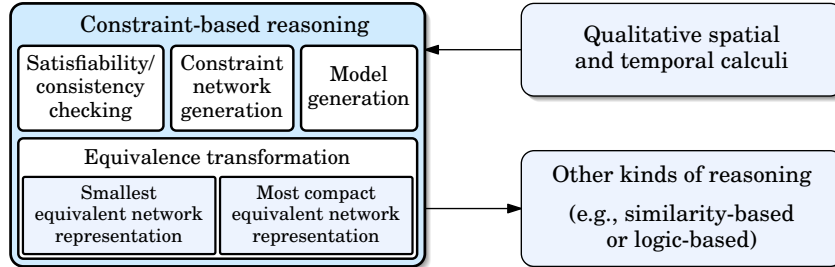 Constraint-based reasoning
Satisfiability/
consistency
checking
Constraint
network
generation
Model
generation
Equivalence transformation
Smallest
equivalent network
representation
Most compact
equivalent network
representation
Qualitative spatial
and temporal calculi
Other kinds of reasoning
(e.g., similarity-based
or logic-based)